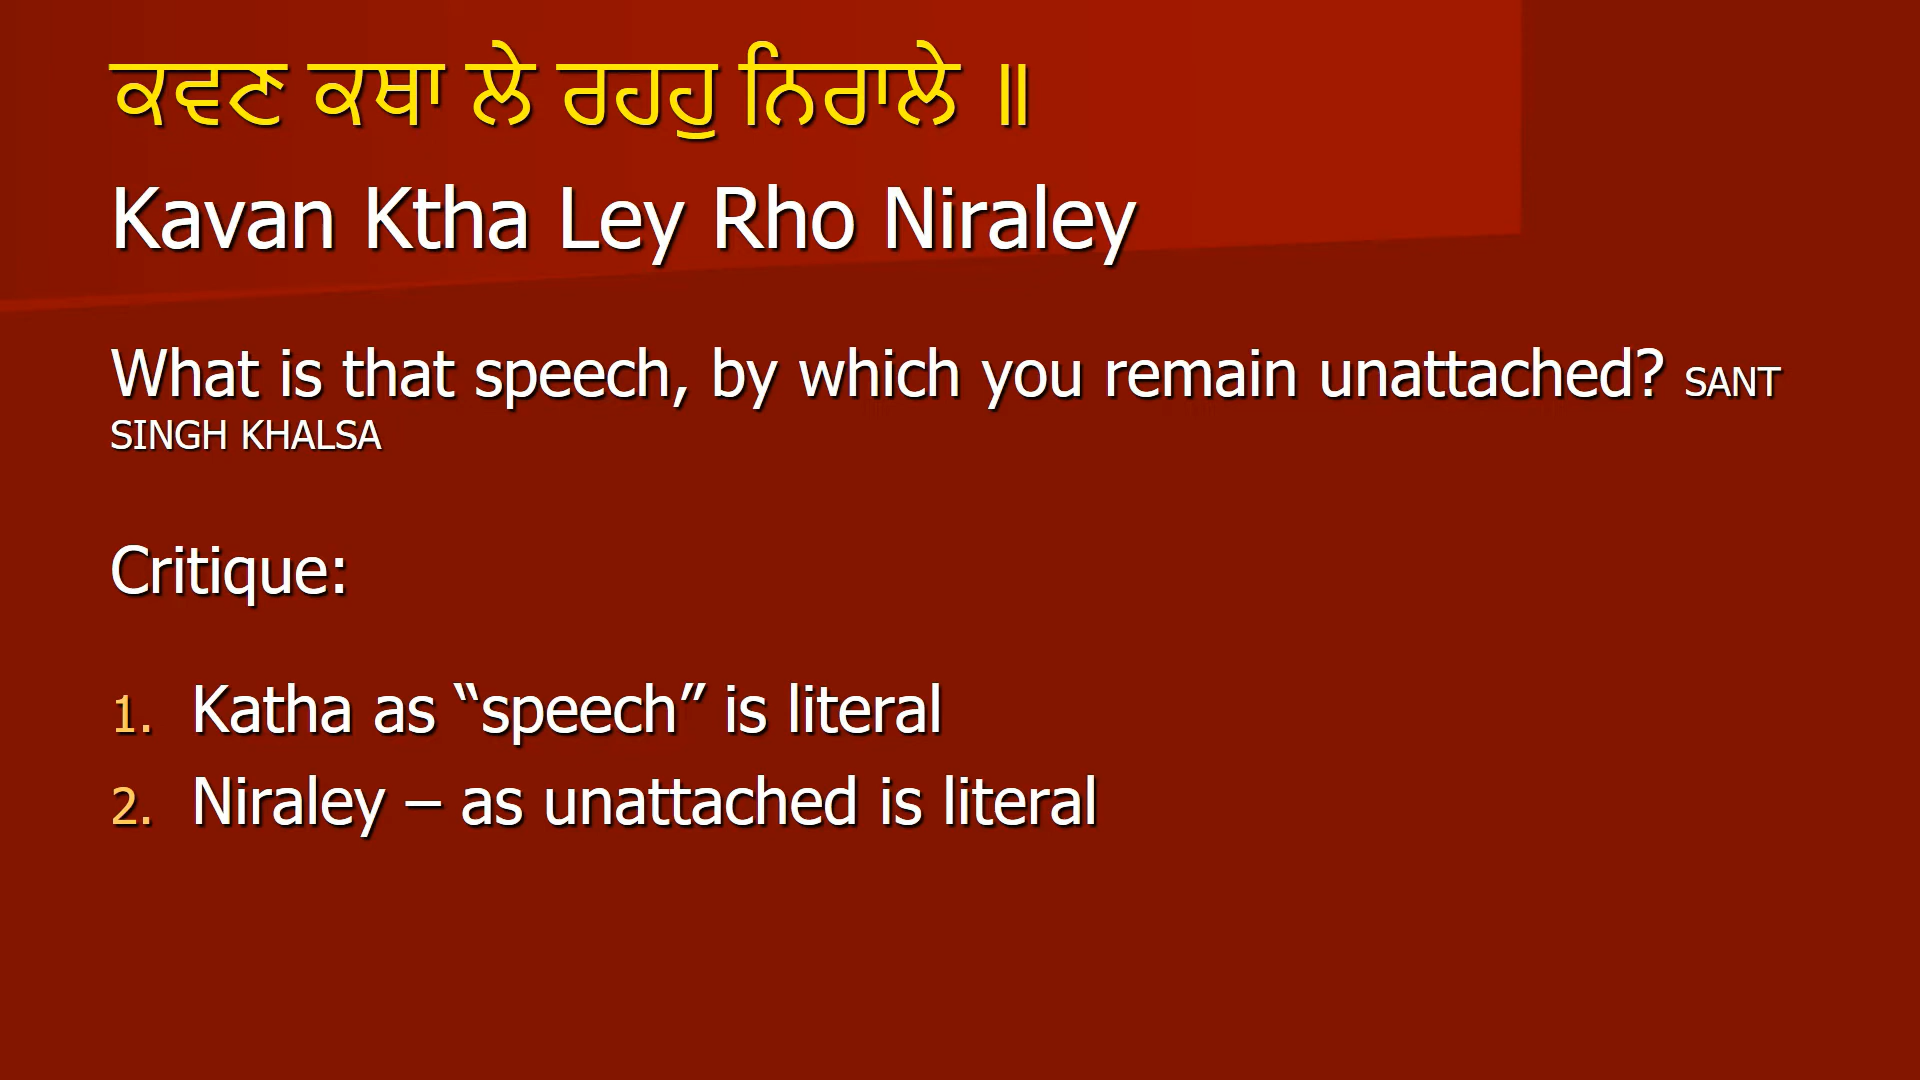 ਕਵਣ ਕਥਾ ਲੇ ਰਹਹੁ ਨਿਰਾਲੇ ॥
Kavan Ktha Ley Rho Niraley
What is that speech, by which you remain unattached? SANT
SINGH KHALSA
Critique:
1. Katha as “speech” is literal
2. Niraley – as unattached is literal